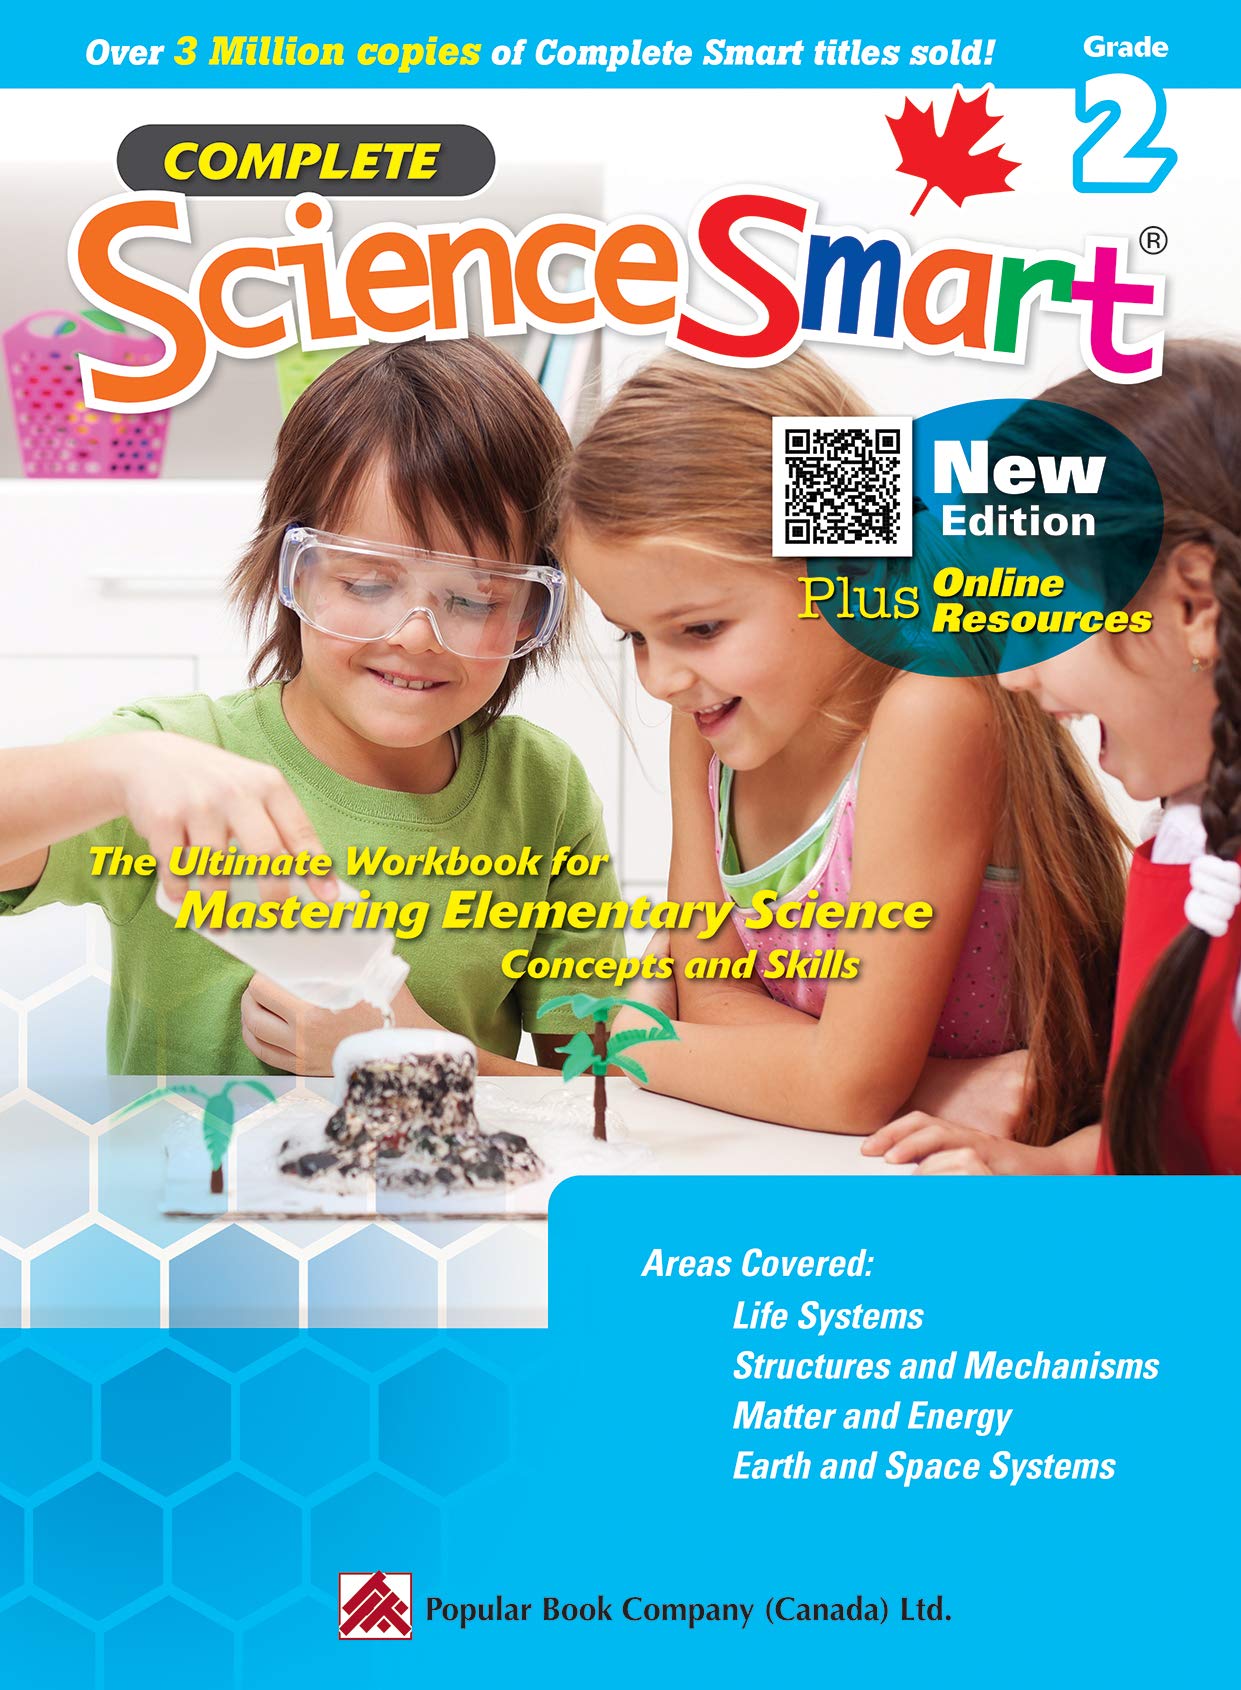 Over 3 Million copies of Complete Smart titles sold!
Grade
2
COMPLETE
ScienceSmart®
New
Edition
Plus Online
Resources
The Ultimate Workbook for
Mastering Elementary Science
Concepts and Skills
Areas Covered:
Life Systems
Structures and Mechanisms
Matter and Energy
Earth and Space Systems
Popular Book Company (Canada) Ltd.